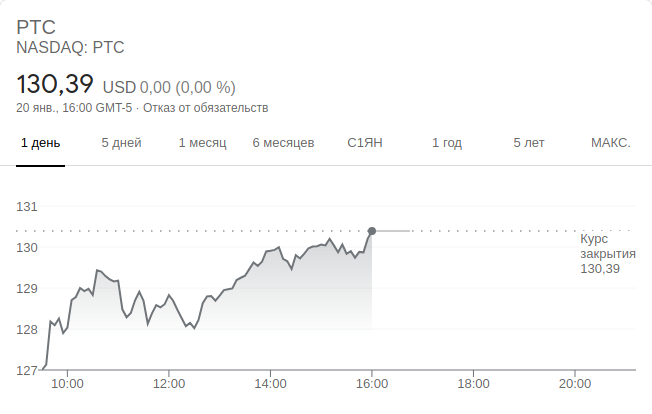 PTC
NASDAQ: PTC
130,39 USD 0,00 (0,00 %)
20 янв., 16:00 GMT-5 · Отказ от обязательств
1 день 5 дней 1 месяц 6 месяцев С1ЯН 1 год 5 лет МАКС.
131
130
129
128
127
Курс
закрытия
130,39
10:00 12:00 14:00 16:00 18:00 20:00